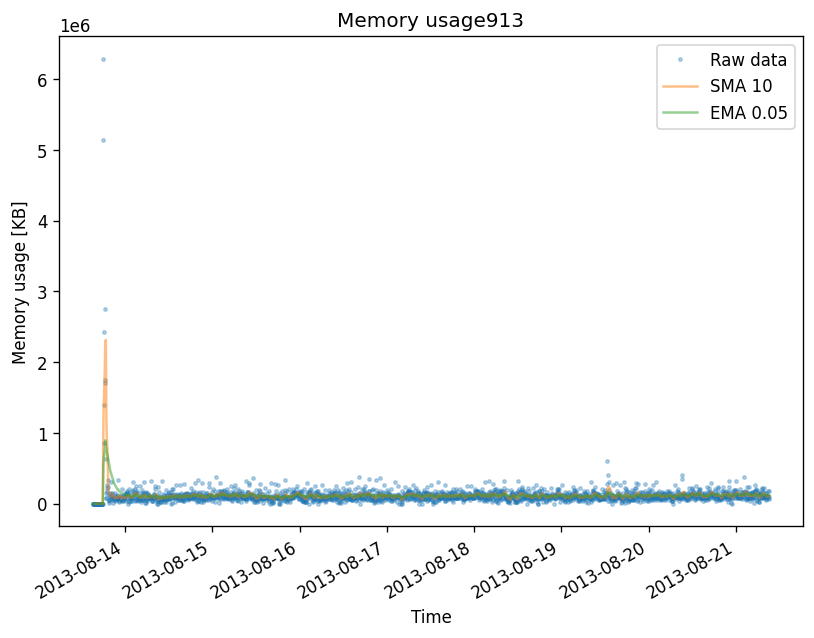 Memory usage913
1e6
Raw data
SMA 10
EMA 0.05
6
5
4
3
2
1
0
Memory usage [KB]
2013-08-14
2013-08-15
2013-08-16
2013-08-17
2013-08-18
2013-08-19
2013-08-20
2013-08-21
Time